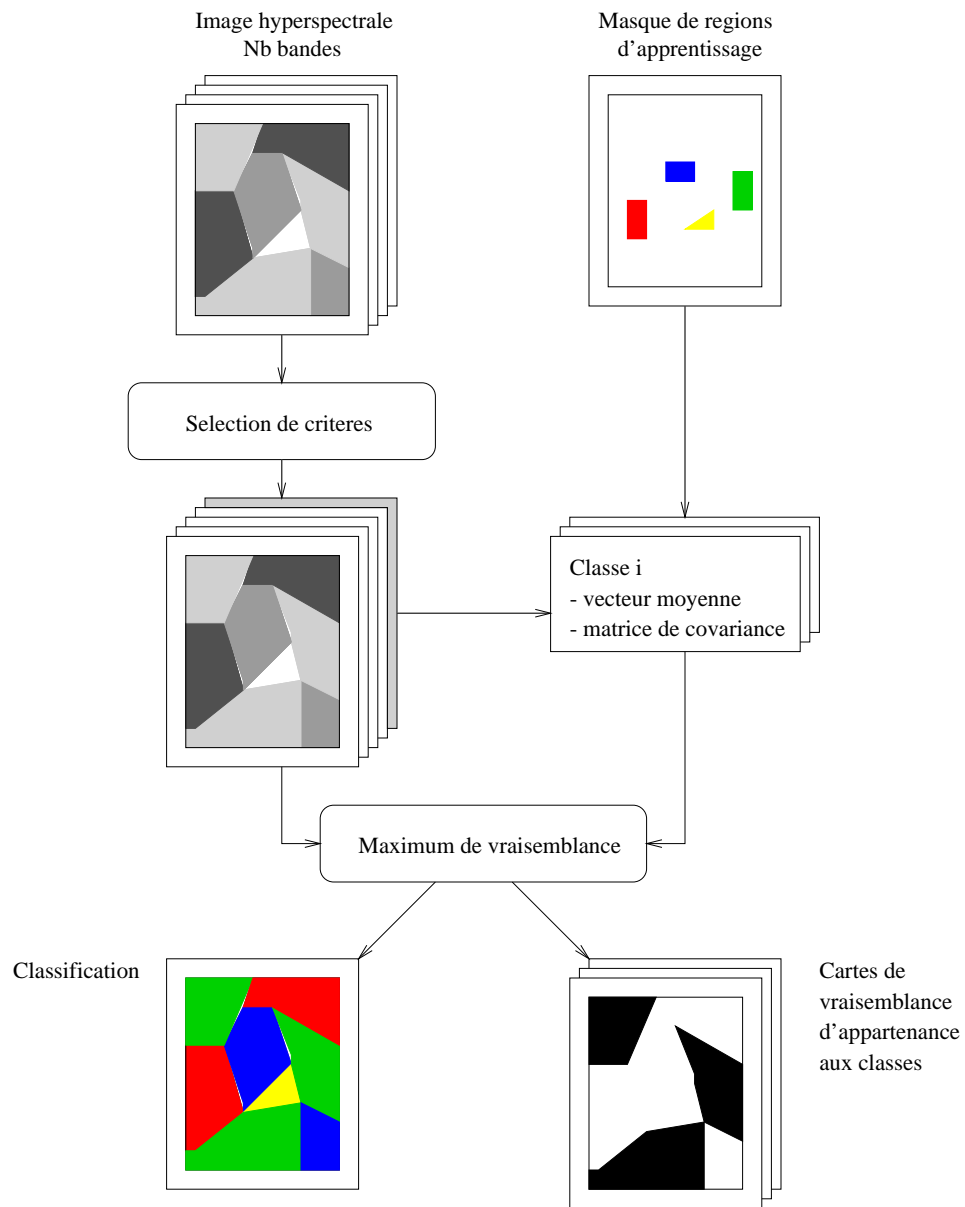 Image hyperspectrale
Nb bandes
Masque de regions
d’apprentissage
Selection de criteres
Classe i
- vecteur moyenne
- matrice de covariance
Maximum de vraisemblance
Classification
Cartes de
vraisemblance
d’appartenance
aux classes